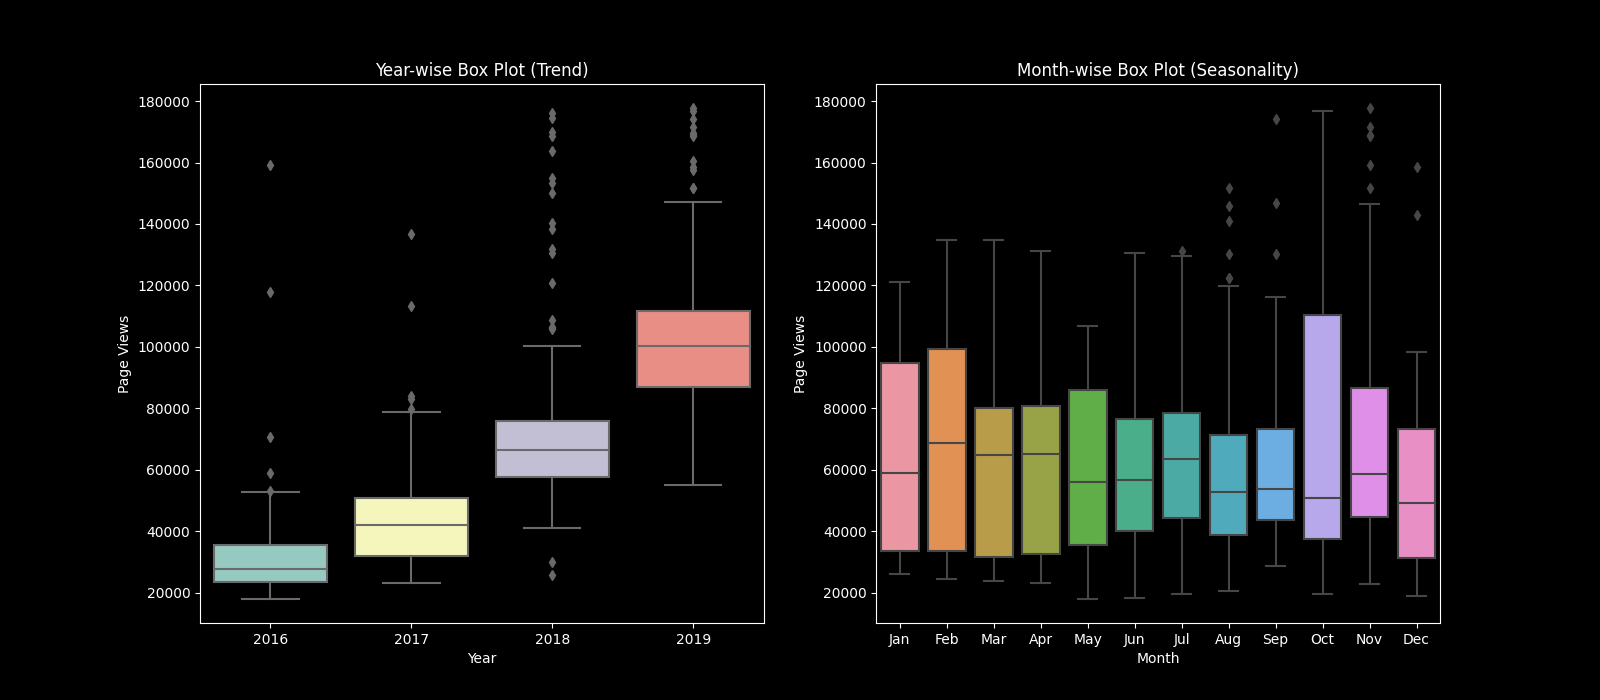 Year-wise Box Plot (Trend)
Page Views
180000
160000
140000
120000
100000
80000
60000
40000
20000
2016 2017 2018 2019
Year
Month-wise Box Plot (Seasonality)
Page Views
180000
160000
140000
120000
100000
80000
60000
40000
20000
Jan Feb Mar Apr May Jun Jul Aug Sep Oct Nov Dec
Month